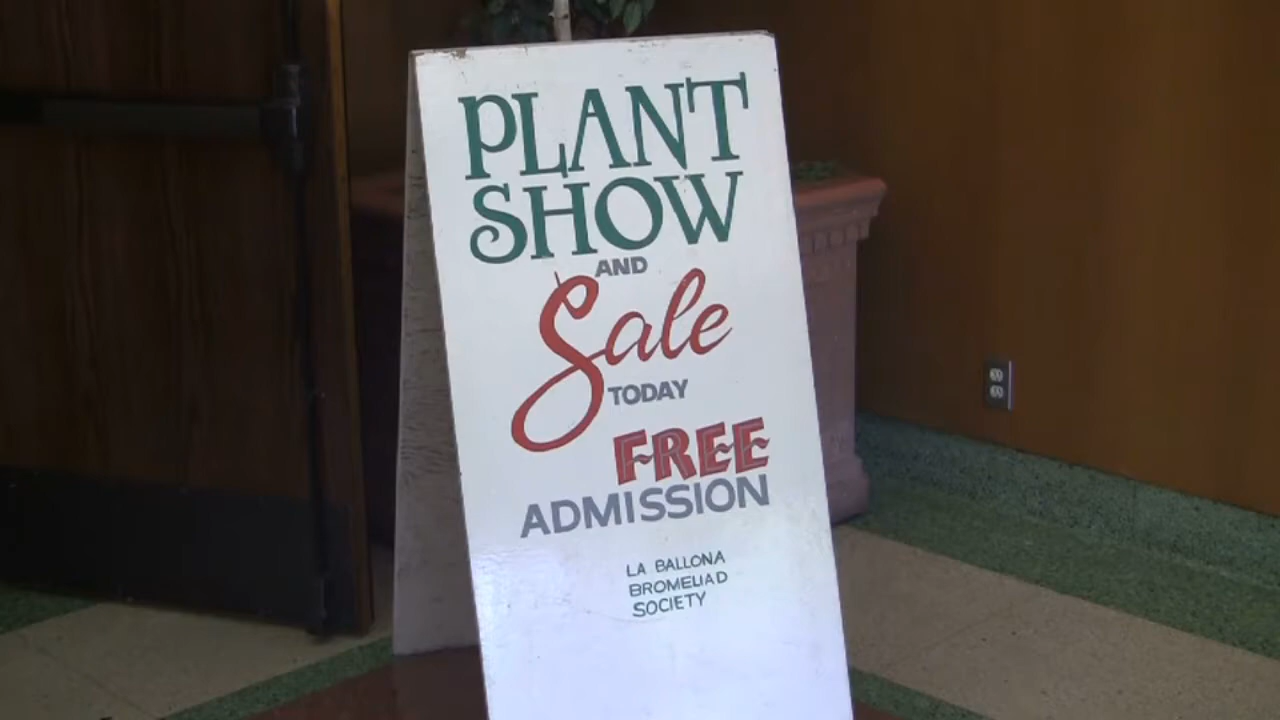 PLANT
SHOW
AND
Sale
TODAY
FREE
ADMISSION
LA BALLONA
BROMELIAD
SOCIETY